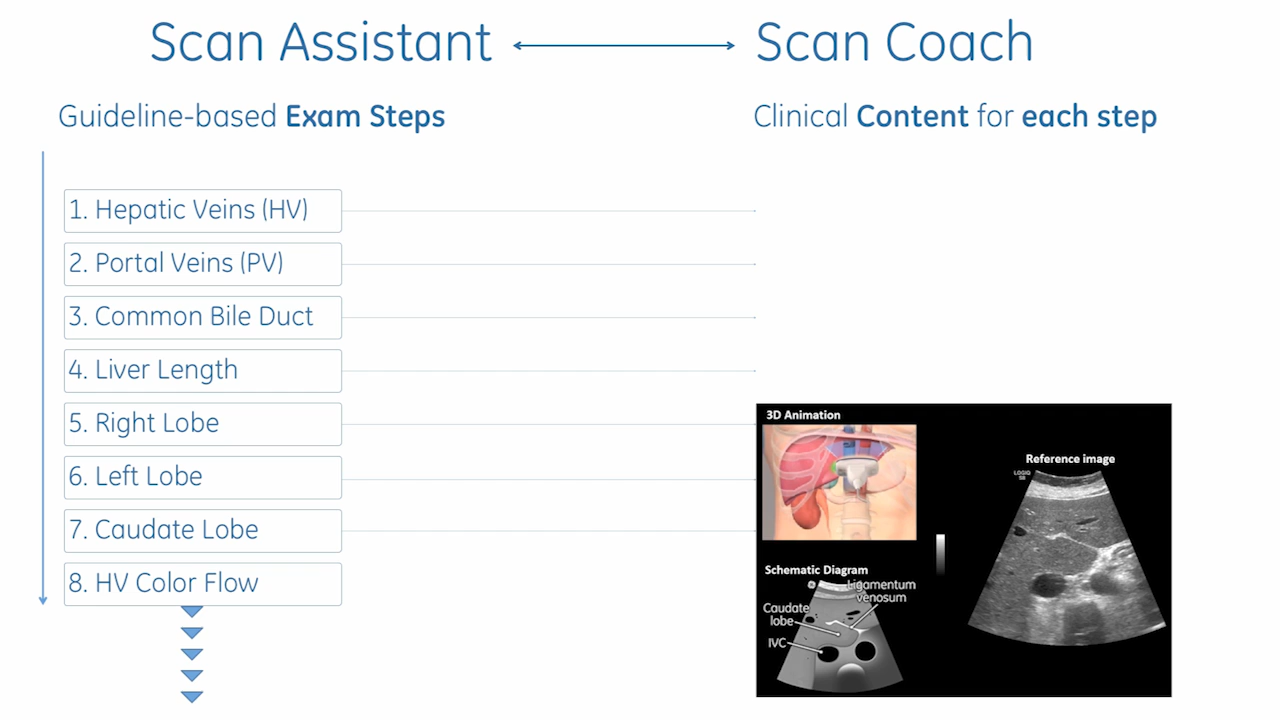 Scan Assistant
Scan Coach
Guideline-based Exam Steps
Clinical Content for each step
1. Hepatic Veins (HV)
2. Portal Veins (PV)
3. Common Bile Duct
4. Liver Length
5. Right Lobe
6. Left Lobe
7. Caudate Lobe
8. HV Color Flow
3D Animation
Reference image
LOGIQ
S8
Schematic Diagram
Ligamentum
venosum
Caudate
lobe
IVC